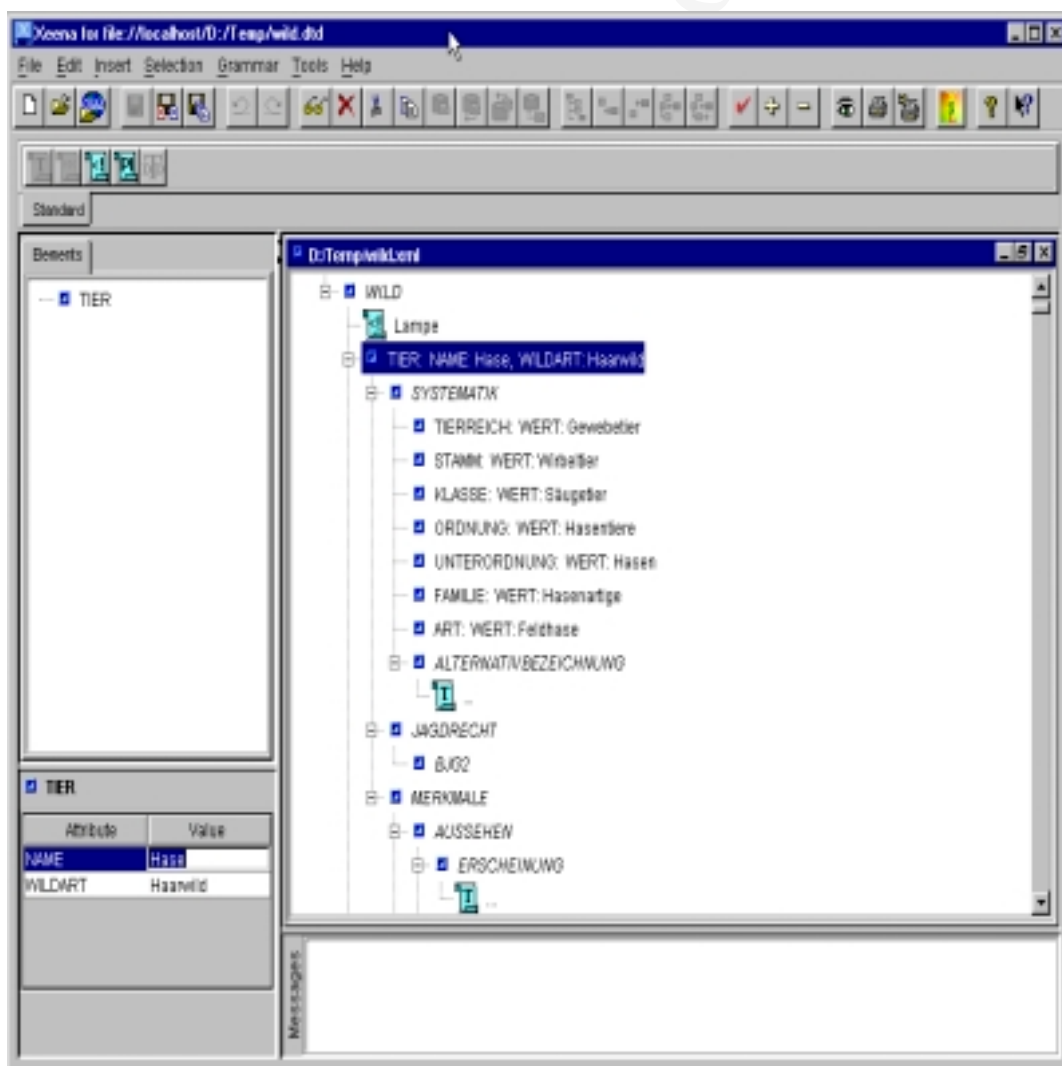 Xeena for file://localhost/D:/Temp/wild.dtd
File Edit Insert Selection Grammar Tools Help
Standard
Elements
TIER
D:/Temp/wild.xml
WILD
Lampe
TIER: NAME: Hase, WILDART: Haarwild
SYSTEMATIK
TIERREICH: WERT: Gewebetier
STAMM: WERT: Wirbeltier
KLASSE: WERT: Säugetier
ORDNUNG: WERT: Hasentiere
UNTERORDNUNG: WERT: Hasen
FAMILIE: WERT: Hasenartige
ART: WERT: Feldhase
ALTERNATIVBEZEICHNUNG
T ...
JAGDRECHT
BJG2
MERKMALE
AUSSEHEN
ERSCHEINUNG
T ...
TIER
Attribute Value
NAME Hase
WILDART Haarwild
Messages